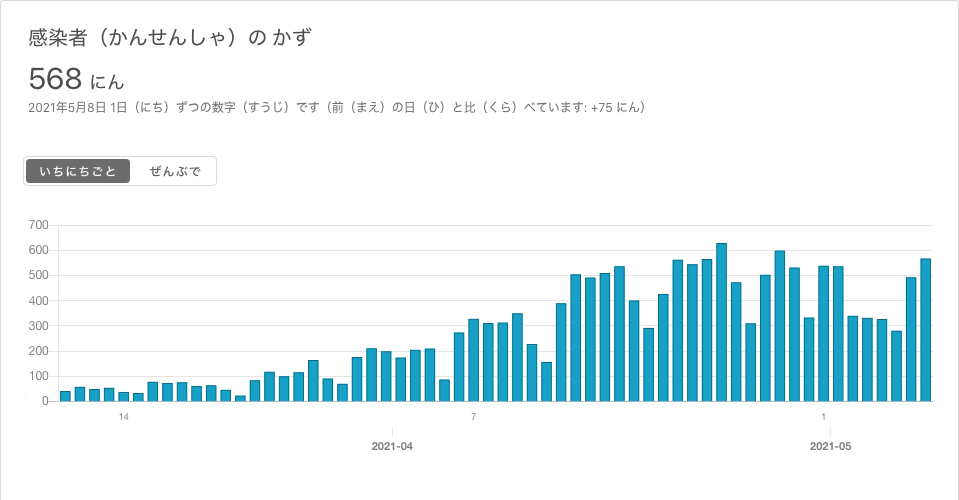 感染者（かんせんしゃ）の かず
568 にん
2021年5月8日 1日（にち）ずつの数字（すうじ）です（前（まえ）の日（ひ）と比（くら）べています: +75 にん）
いちにちごと ぜんぶで
700
600
500
400
300
200
100
0
14 7 1
2021-04 2021-05